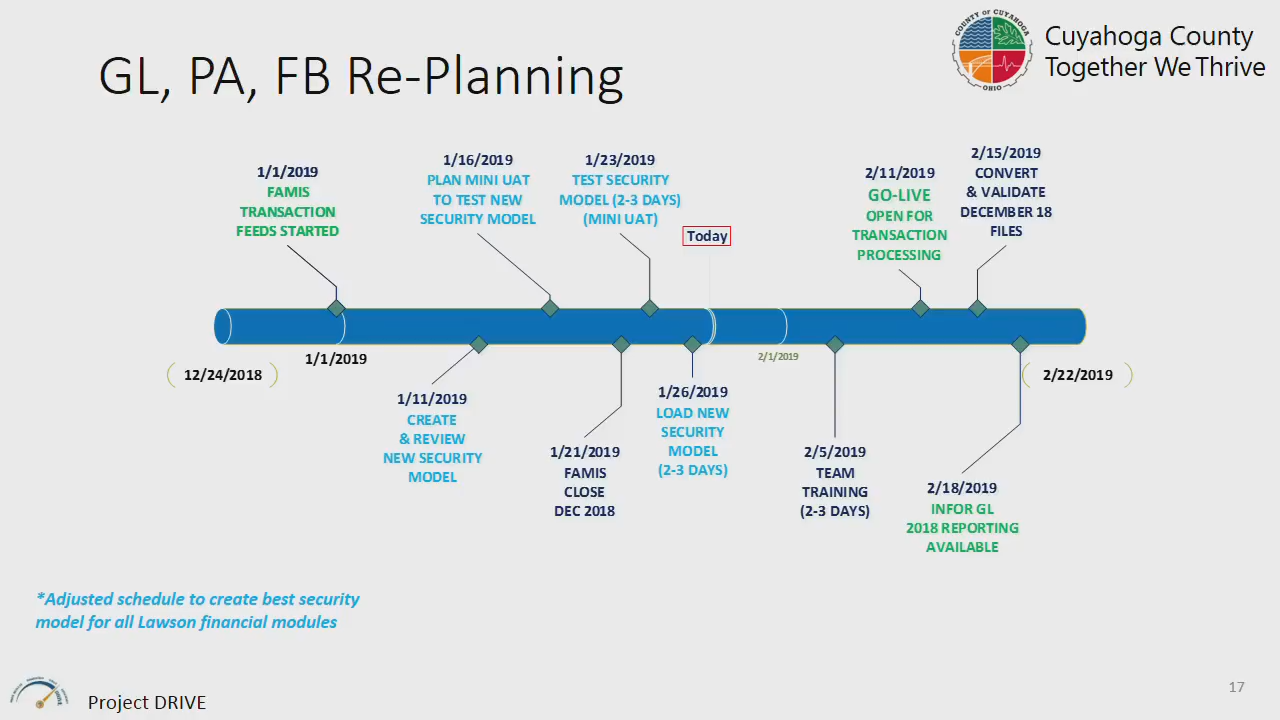 GL, PA, FB Re-Planning
COUNTY OF CUYAHOGA
OHIO
Cuyahoga County
Together We Thrive
1/1/2019
FAMIS
TRANSACTION
FEEDS STARTED
1/16/2019
PLAN MINI UAT
TO TEST NEW
SECURITY MODEL
1/23/2019
TEST SECURITY
MODEL (2-3 DAYS)
(MINI UAT)
Today
2/11/2019
GO-LIVE
OPEN FOR
TRANSACTION
PROCESSING
2/15/2019
CONVERT
& VALIDATE
DECEMBER 18
FILES
12/24/2018
1/1/2019
2/1/2019
2/22/2019
1/11/2019
CREATE
& REVIEW
NEW SECURITY
MODEL
1/21/2019
FAMIS
CLOSE
DEC 2018
1/26/2019
LOAD NEW
SECURITY
MODEL
(2-3 DAYS)
2/5/2019
TEAM
TRAINING
(2-3 DAYS)
2/18/2019
INFOR GL
2018 REPORTING
AVAILABLE
*Adjusted schedule to create best security
model for all Lawson financial modules
Project DRIVE
17